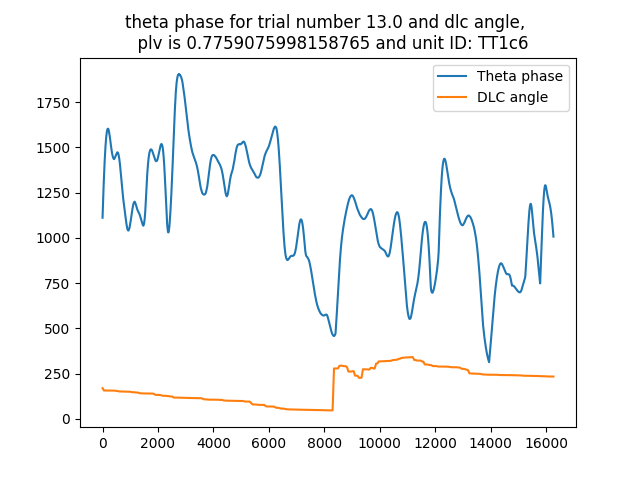 theta phase for trial number 13.0 and dlc angle,
plv is 0.7759075998158765 and unit ID: TT1c6
Theta phase
DLC angle
1750
1500
1250
1000
750
500
250
0
0 2000 4000 6000 8000 10000 12000 14000 16000